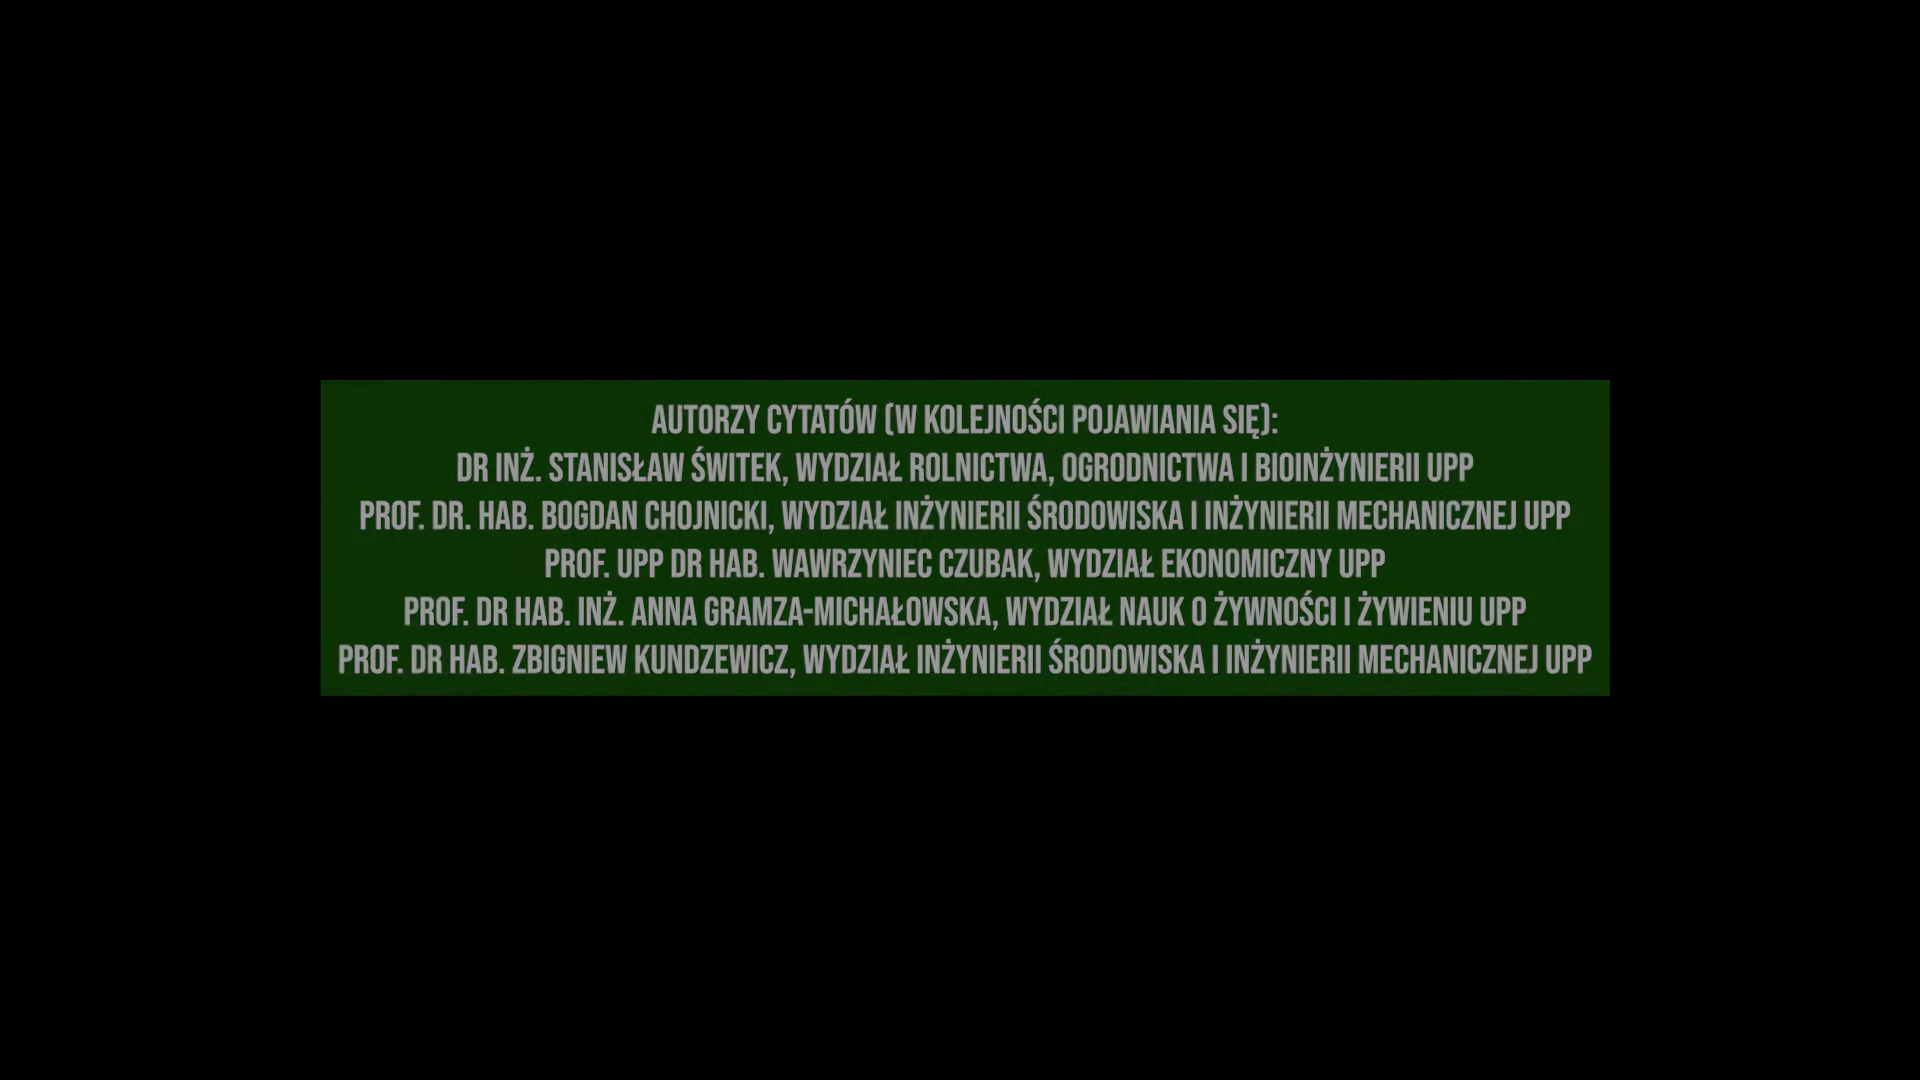 AUTORZY CYTATÓW (W KOLEJNOŚCI POJAWIANIA SIĘ):
DR INŻ. STANISŁAW ŚWITEK, WYDZIAŁ ROLNICTWA, OGRODNICTWA I BIOINŻYNIERII UPP
PROF. DR. HAB. BOGDAN CHOJNICKI, WYDZIAŁ INŻYNIERII ŚRODOWISKA I INŻYNIERII MECHANICZNEJ UPP
PROF. UPP DR HAB. WAWRZYNIEC CZUBAK, WYDZIAŁ EKONOMICZNY UPP
PROF. DR HAB. INŻ. ANNA GRAMZA-MICHAŁOWSKA, WYDZIAŁ NAUK O ŻYWNOŚCI I ŻYWIENIU UPP
PROF. DR HAB. ZBIGNIEW KUNDZEWICZ, WYDZIAŁ INŻYNIERII ŚRODOWISKA I INŻYNIERII MECHANICZNEJ UPP